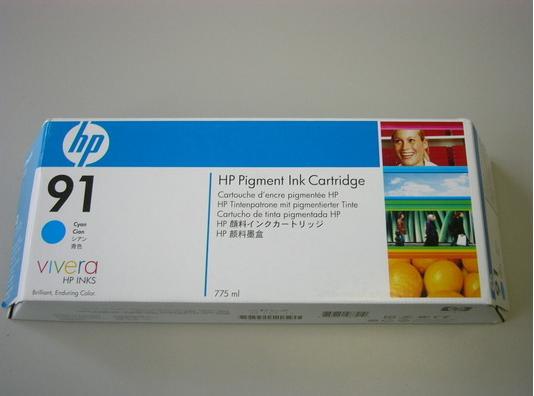 hp
91
Cyan
Cian
シアン
青色
vivera
HP INKS
Brilliant, Enduring Color.
HP Pigment Ink Cartridge
Cartouche d'encre pigmentée HP
HP Tintenpatrone mit pigmentierter Tinte
Cartucho de tinta pigmentada HP
HP 顔料インクカートリッジ
HP 颜料墨盒
775 ml